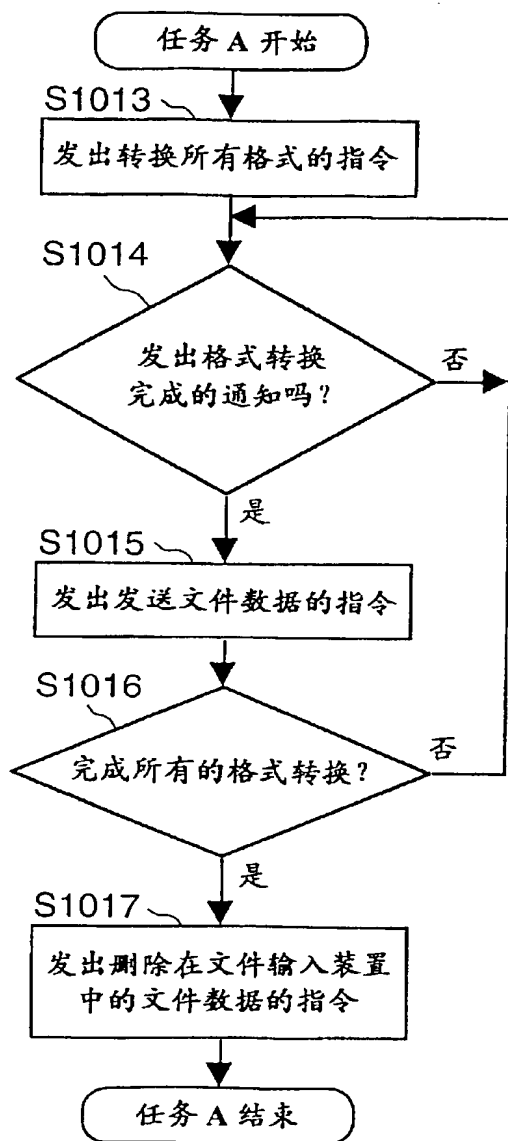 任务 A 开始
S1013
发出转换所有格式的指令
S1014
发出格式转换
完成的通知吗？
否
是
S1015
发出发送文件数据的指令
S1016
完成所有的格式转换？
否
是
S1017
发出删除在文件输入装置
中的文件数据的指令
任务 A 结束